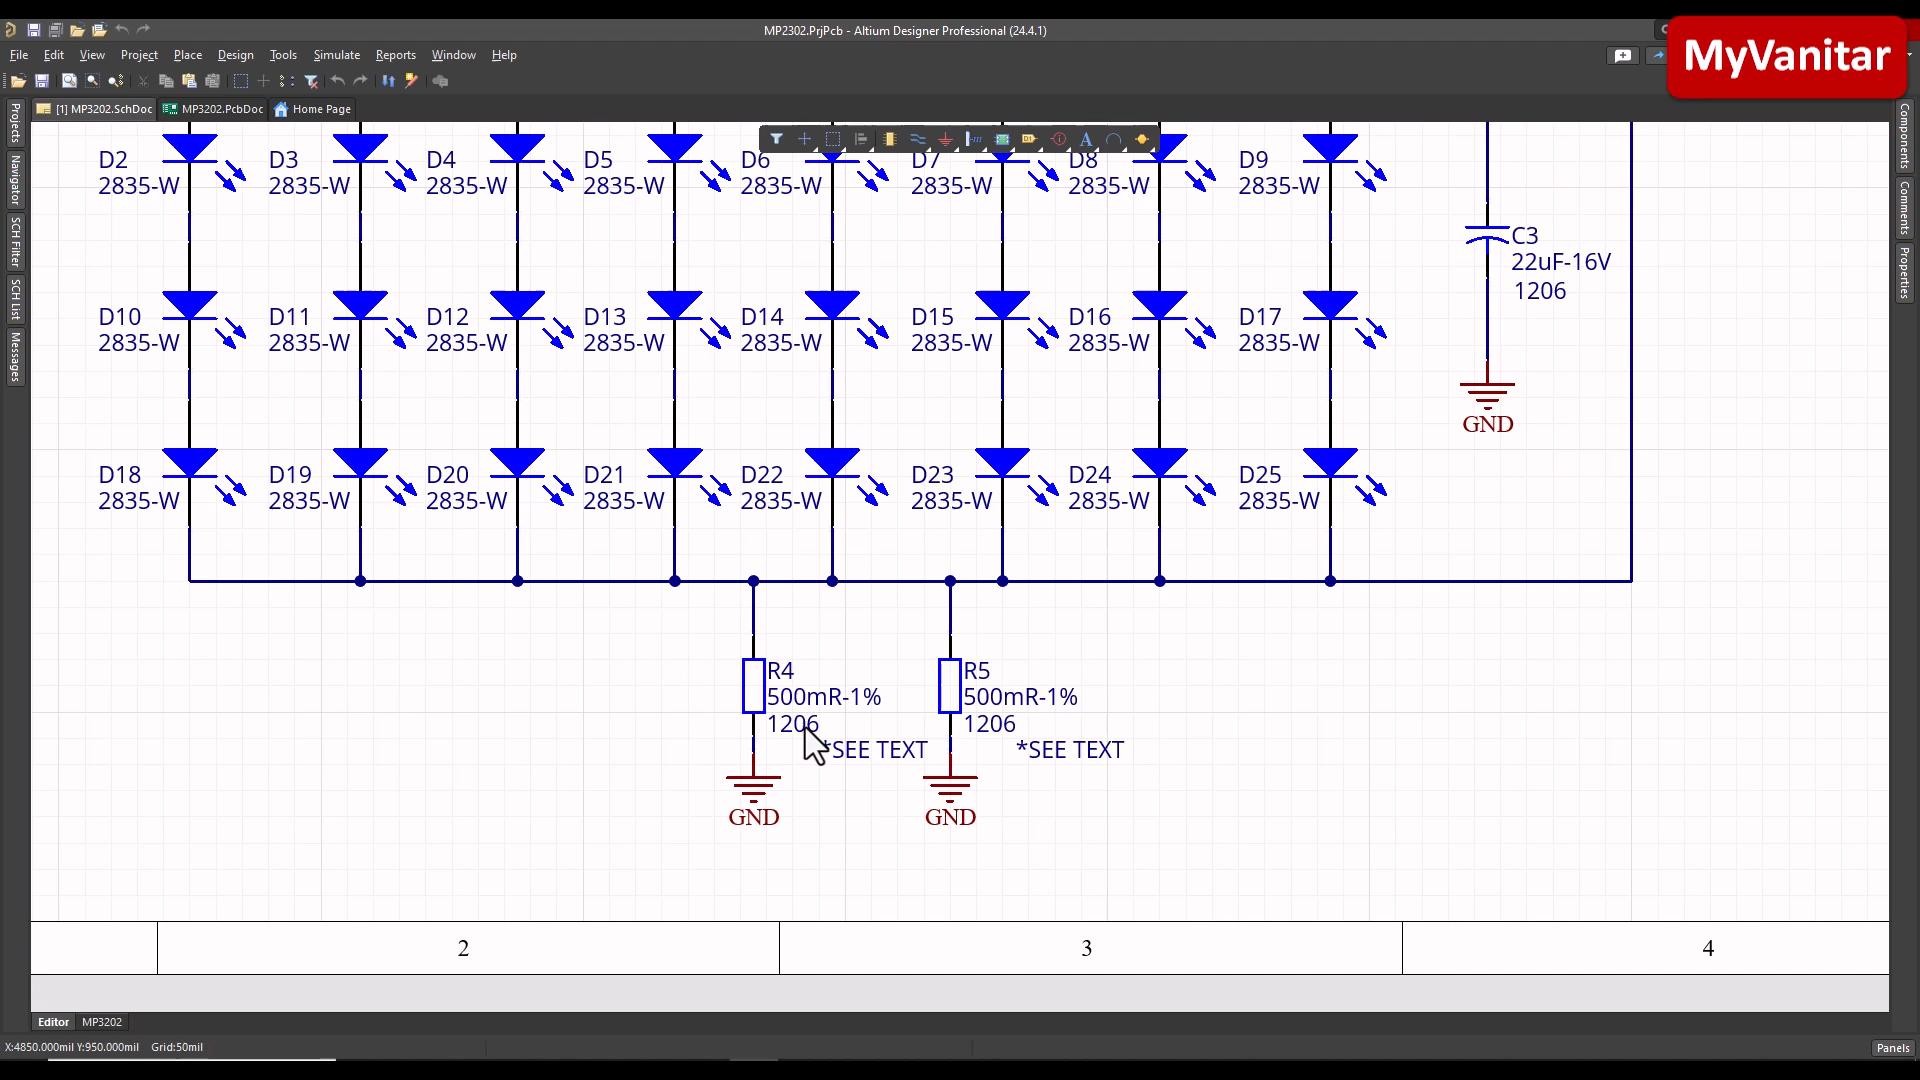 MP2302.PrjPcb - Altium Designer Professional (24.4.1)
MyVanitar
File Edit View Project Place Design Tools Simulate Reports Window Help
[1] MP3202.SchDoc MP3202.PcbDoc Home Page
Projects
Navigator
SCH Filter
SCH List
Messages
Components
Comments
Properties
D2
2835-W
D3
2835-W
D4
2835-W
D5
2835-W
D6
2835-W
D7
2835-W
D8
2835-W
D9
2835-W
C3
22uF-16V
1206
GND
D10
2835-W
D11
2835-W
D12
2835-W
D13
2835-W
D14
2835-W
D15
2835-W
D16
2835-W
D17
2835-W
D18
2835-W
D19
2835-W
D20
2835-W
D21
2835-W
D22
2835-W
D23
2835-W
D24
2835-W
D25
2835-W
R4
500mR-1%
1206
*SEE TEXT
GND
R5
500mR-1%
1206
*SEE TEXT
GND
2 3 4
Editor MP3202
X:4850.000mil Y:950.000mil Grid:50mil
Panels